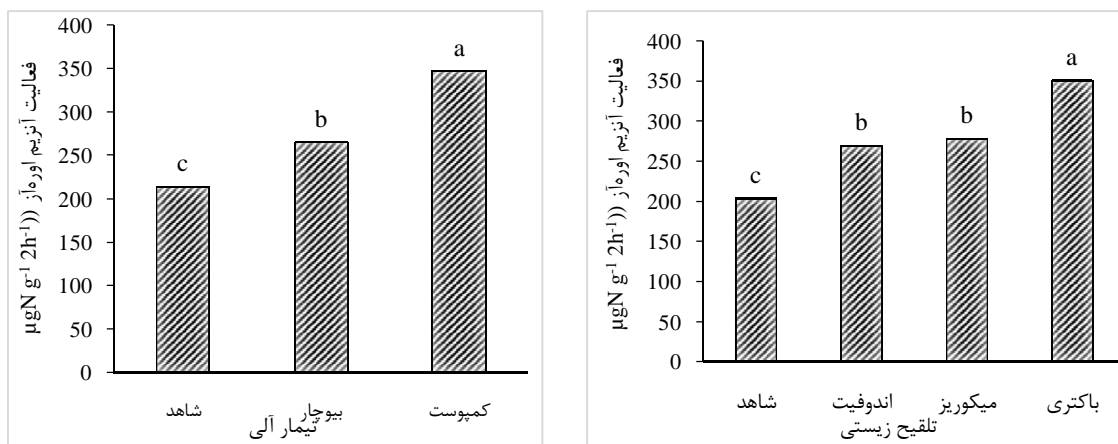 فعالیت آنزیم اوره‌آز ((
µgN g-1 2h-1)
400
350
300
250
200
150
100
50
0
c
b
a
شاهد
بیوچار
کمپوست
تیمار آلی
فعالیت آنزیم اوره‌آز ((
µgN g-1 2h-1)
400
350
300
250
200
150
100
50
0
c
b
b
a
شاهد
اندوفیت
میکوریز
باکتری
تلقیح زیستی